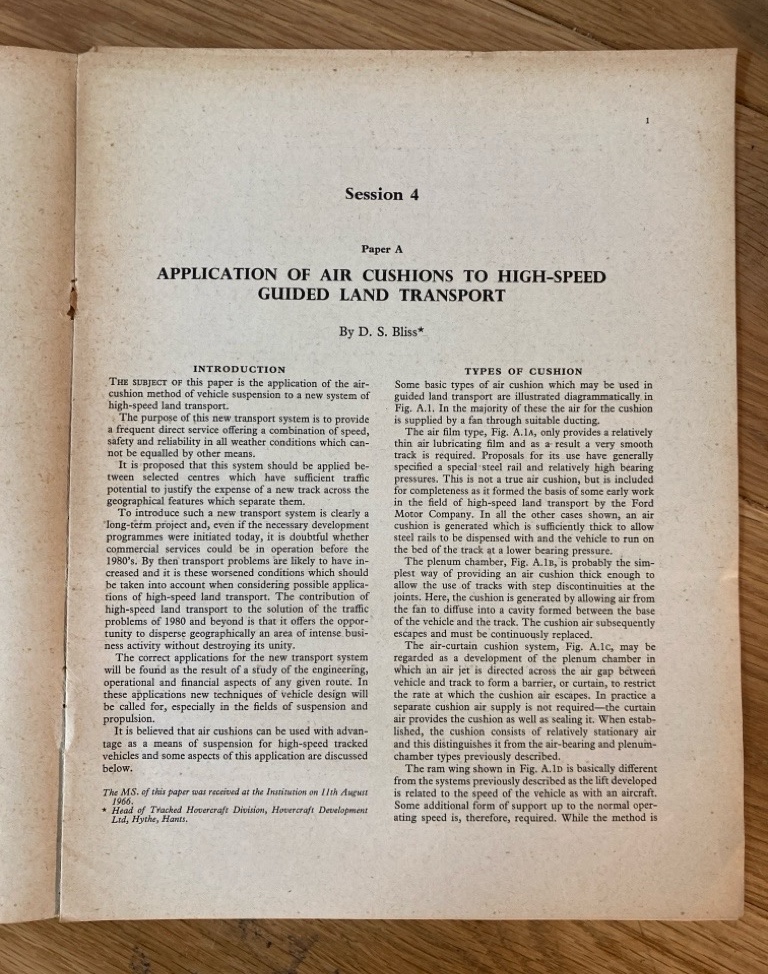 1
Session 4
Paper A
APPLICATION OF AIR CUSHIONS TO HIGH-SPEED
GUIDED LAND TRANSPORT
By D. S. Bliss*
INTRODUCTION
THE SUBJECT OF this paper is the application of the air-
cushion method of vehicle suspension to a new system of
high-speed land transport.
The purpose of this new transport system is to provide
a frequent direct service offering a combination of speed,
safety and reliability in all weather conditions which can-
not be equalled by other means.
It is proposed that this system should be applied be-
tween selected centres which have sufficient traffic
potential to justify the expense of a new track across the
geographical features which separate them.
To introduce such a new transport system is clearly a
long-term project and, even if the necessary development
programmes were initiated today, it is doubtful whether
commercial services could be in operation before the
1980's. By then transport problems are likely to have in-
creased and it is these worsened conditions which should
be taken into account when considering possible applica-
tions of high-speed land transport. The contribution of
high-speed land transport to the solution of the traffic
problems of 1980 and beyond is that it offers the oppor-
tunity to disperse geographically an area of intense busi-
ness activity without destroying its unity.
The correct applications for the new transport system
will be found as the result of a study of the engineering,
operational and financial aspects of any given route. In
these applications new techniques of vehicle design will
be called for, especially in the fields of suspension and
propulsion.
It is believed that air cushions can be used with advan-
tage as a means of suspension for high-speed tracked
vehicles and some aspects of this application are discussed
below.
The MS. of this paper was received at the Institution on 11th August
1966.
* Head of Tracked Hovercraft Division, Hovercraft Development
Ltd, Hythe, Hants.
TYPES OF CUSHION
Some basic types of air cushion which may be used in
guided land transport are illustrated diagrammatically in
Fig. A.1. In the majority of these the air for the cushion
is supplied by a fan through suitable ducting.
The air film type, Fig. A.1A, only provides a relatively
thin air lubricating film and as a result a very smooth
track is required. Proposals for its use have generally
specified a special steel rail and relatively high bearing
pressures. This is not a true air cushion, but is included
for completeness as it formed the basis of some early work
in the field of high-speed land transport by the Ford
Motor Company. In all the other cases shown, an air
cushion is generated which is sufficiently thick to allow
steel rails to be dispensed with and the vehicle to run on
the bed of the track at a lower bearing pressure.
The plenum chamber, Fig. A.1B, is probably the sim-
plest way of providing an air cushion thick enough to
allow the use of tracks with step discontinuities at the
joints. Here, the cushion is generated by allowing air from
the fan to diffuse into a cavity formed between the base
of the vehicle and the track. The cushion air subsequently
escapes and must be continuously replaced.
The air-curtain cushion system, Fig. A.1C, may be
regarded as a development of the plenum chamber in
which an air jet is directed across the air gap between
vehicle and track to form a barrier, or curtain, to restrict
the rate at which the cushion air escapes. In practice a
separate cushion air supply is not required—the curtain
air provides the cushion as well as sealing it. When estab-
lished, the cushion consists of relatively stationary air
and this distinguishes it from the air-bearing and plenum-
chamber types previously described.
The ram wing shown in Fig. A.1D is basically different
from the systems previously described as the lift developed
is related to the speed of the vehicle as with an aircraft.
Some additional form of support up to the normal oper-
ating speed is, therefore, required. While the method is